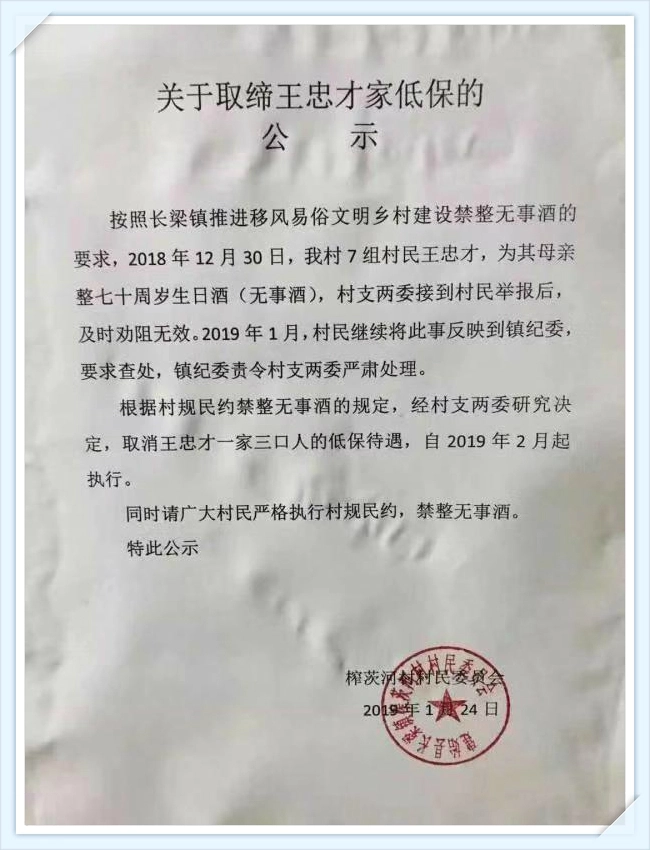 关于取缔王忠才家低保的
公 示
按照长梁镇推进移风易俗文明乡村建设禁整无事酒的
要求，2018 年 12 月 30 日，我村 7 组村民王忠才，为其母亲
整七十周岁生日酒（无事酒），村支两委接到村民举报后，
及时劝阻无效。2019 年 1 月，村民继续将此事反映到镇纪委，
要求查处，镇纪委责令村支两委严肃处理。
根据村规民约禁整无事酒的规定，经村支两委研究决
定，取消王忠才一家三口人的低保待遇，自 2019 年 2 月起
执行。
同时请广大村民严格执行村规民约，禁整无事酒。
特此公示
榨茨河村村民委员会
2019 年 1 月 24 日
建始县长梁镇榨茨河村村民委员会